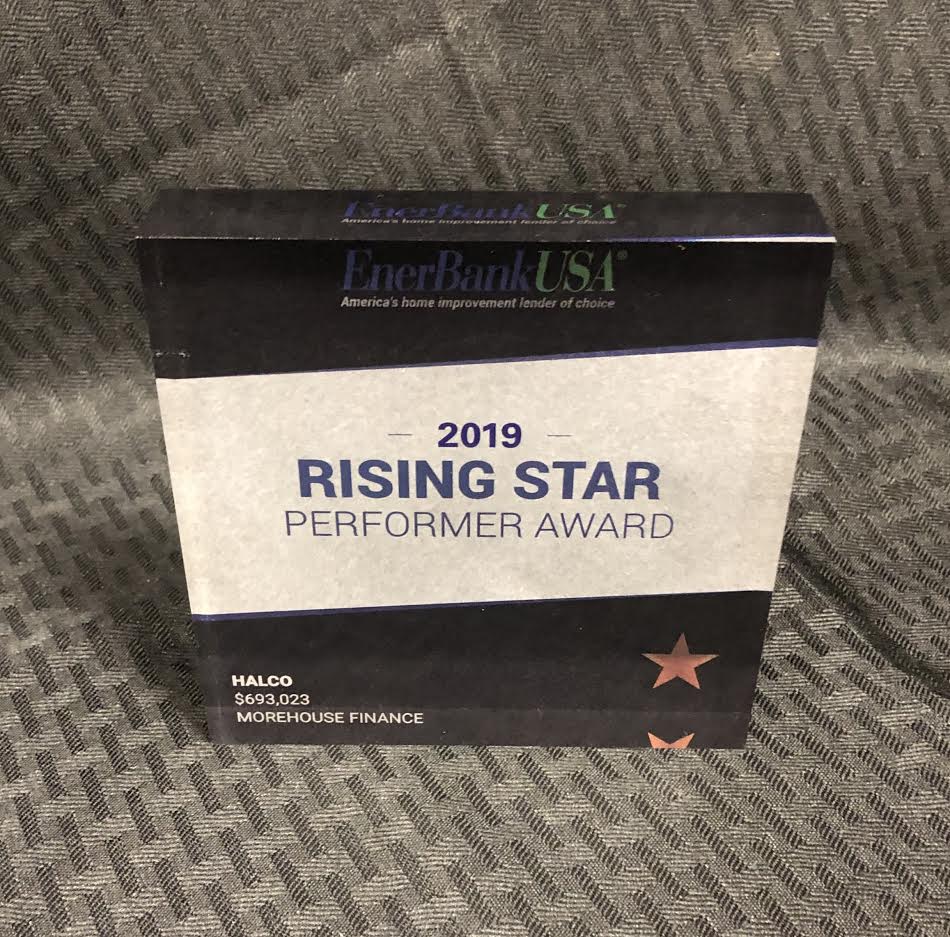 EnerBankUSA®
America's home improvement lender of choice
EnerBankUSA®
America's home improvement lender of choice
2019
RISING STAR
PERFORMER AWARD
HALCO
$693,023
MOREHOUSE FINANCE